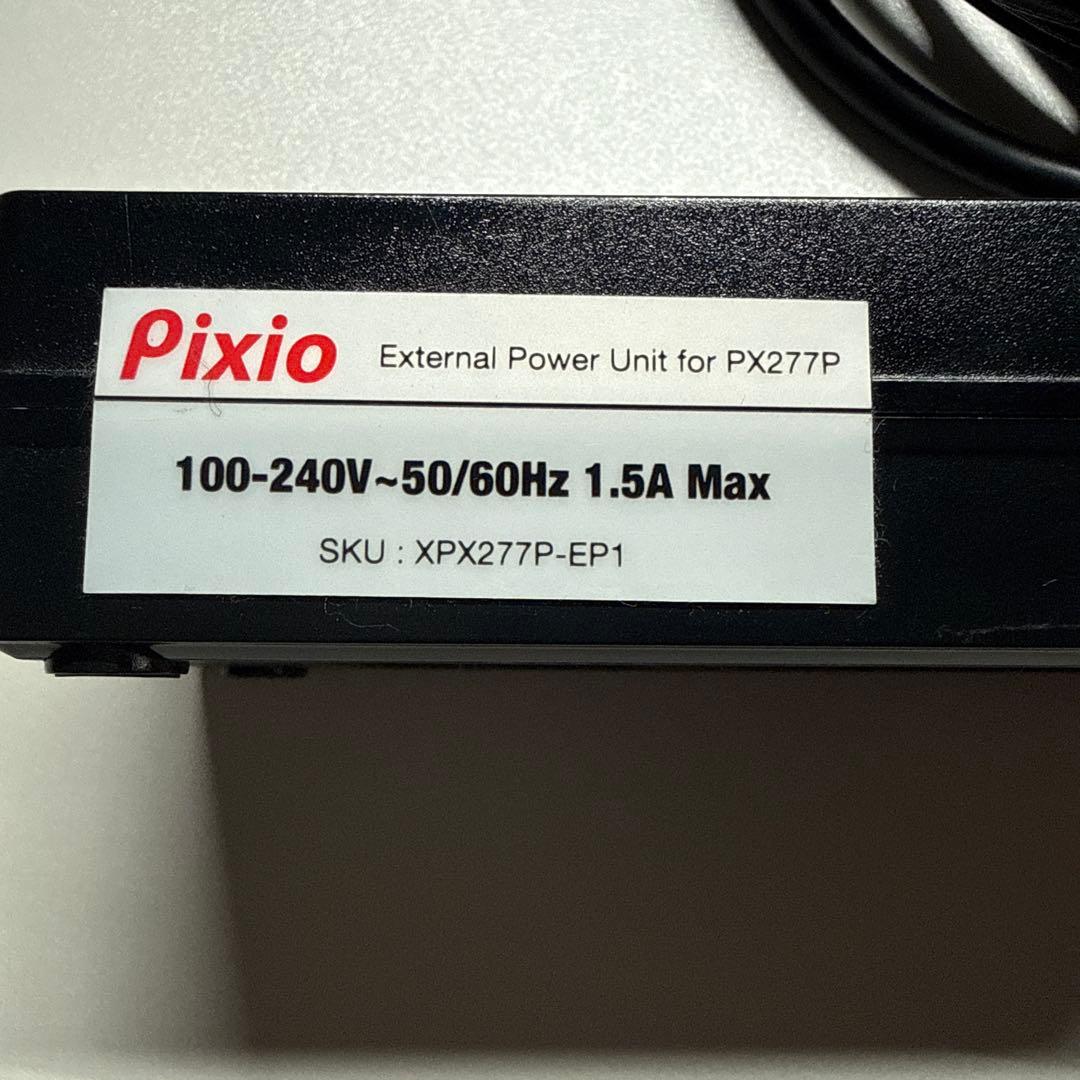 Pixio External Power Unit for PX277P
100-240V~50/60Hz 1.5A Max
SKU : XPX277P-EP1